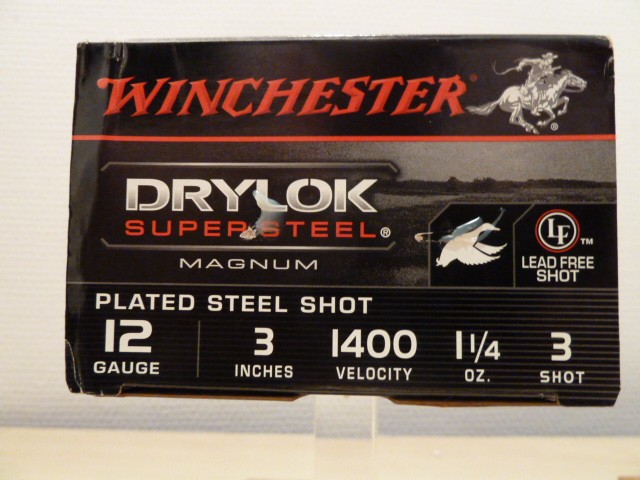 WINCHESTER®
DRYLOK
SUPER STEEL®
MAGNUM
LF™
LEAD FREE
SHOT
PLATED STEEL SHOT
12 3 1400 1 1/4 3
GAUGE INCHES VELOCITY OZ. SHOT